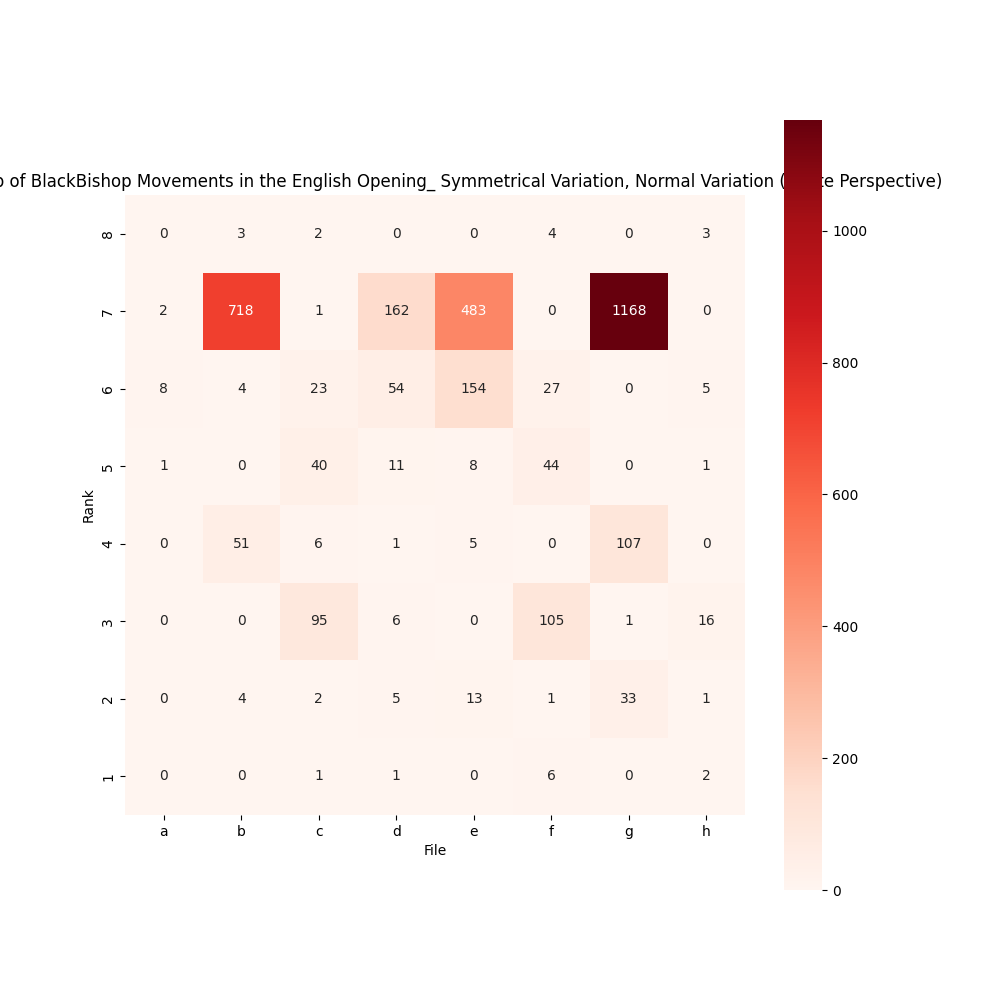 of BlackBishop Movements in the English Opening_ Symmetrical Variation, Normal Variation ( te Perspective)
8 0 3 2 0 0 4 0 3
7 2 718 1 162 483 0 1168 0
6 8 4 23 54 154 27 0 5
5 1 0 40 11 8 44 0 1
4 0 51 6 1 5 0 107 0
3 0 0 95 6 0 105 1 16
2 0 4 2 5 13 1 33 1
1 0 0 1 1 0 6 0 2
a b c d e f g h
File
Rank
1000
800
600
400
200
0